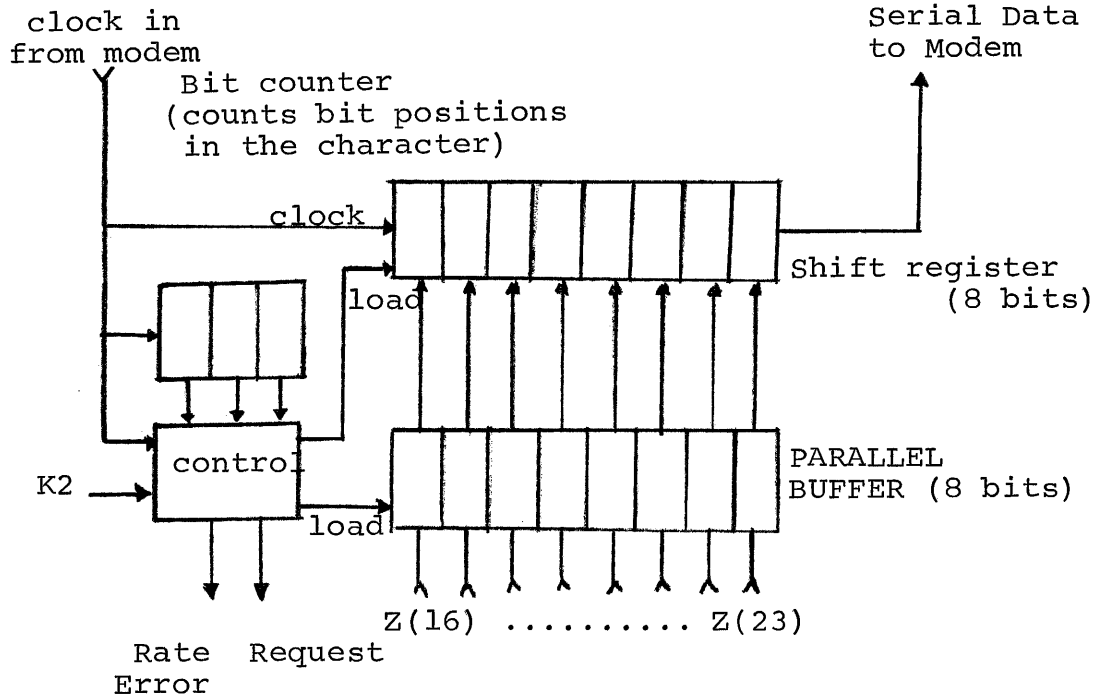 clock in
from modem
Serial Data
to Modem
Bit counter
(counts bit positions
in the character)
clock
load
Shift register
(8 bits)
control
K2
load
PARALLEL
BUFFER (8 bits)
Z(16) .......... Z(23)
Rate
Error
Request